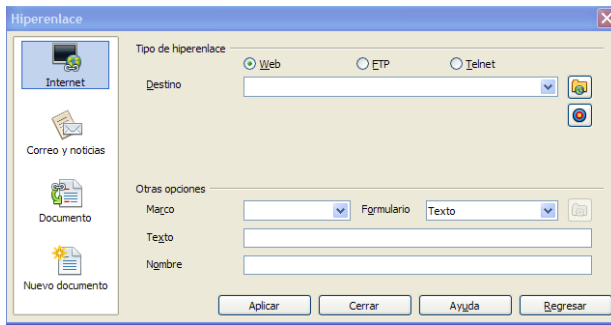 Hiperenlace
Internet
Correo y noticias
Documento
Nuevo documento
Tipo de hiperenlace
Web FTP Telnet
Destino
Otras opciones
Marco Formulario Texto
Texto
Nombre
Aplicar Cerrar Ayuda Regresar